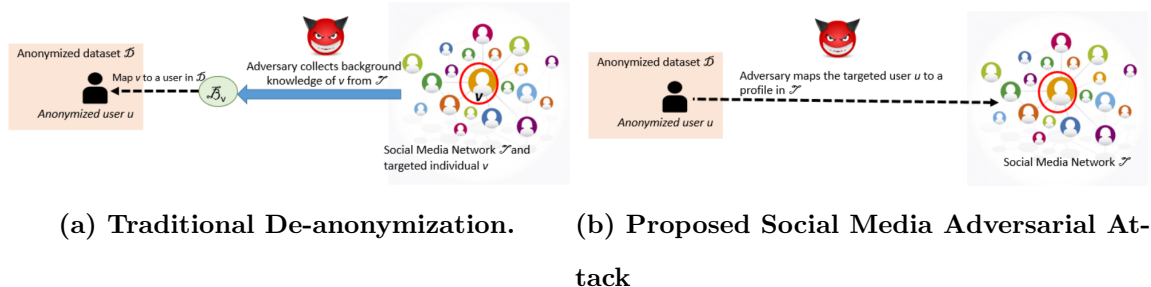 Anonymized dataset 𝒟̄
Map v to a user in 𝒟̄
Anonymized user u
ℬ̄ᵥ
Adversary collects background
knowledge of v from 𝒯
v
Social Media Network 𝒯 and
targeted individual v
(a) Traditional De-anonymization.
Anonymized dataset 𝒟̄
Anonymized user u
Adversary maps the targeted user u to a
profile in 𝒯
Social Media Network 𝒯
(b) Proposed Social Media Adversarial At-
tack